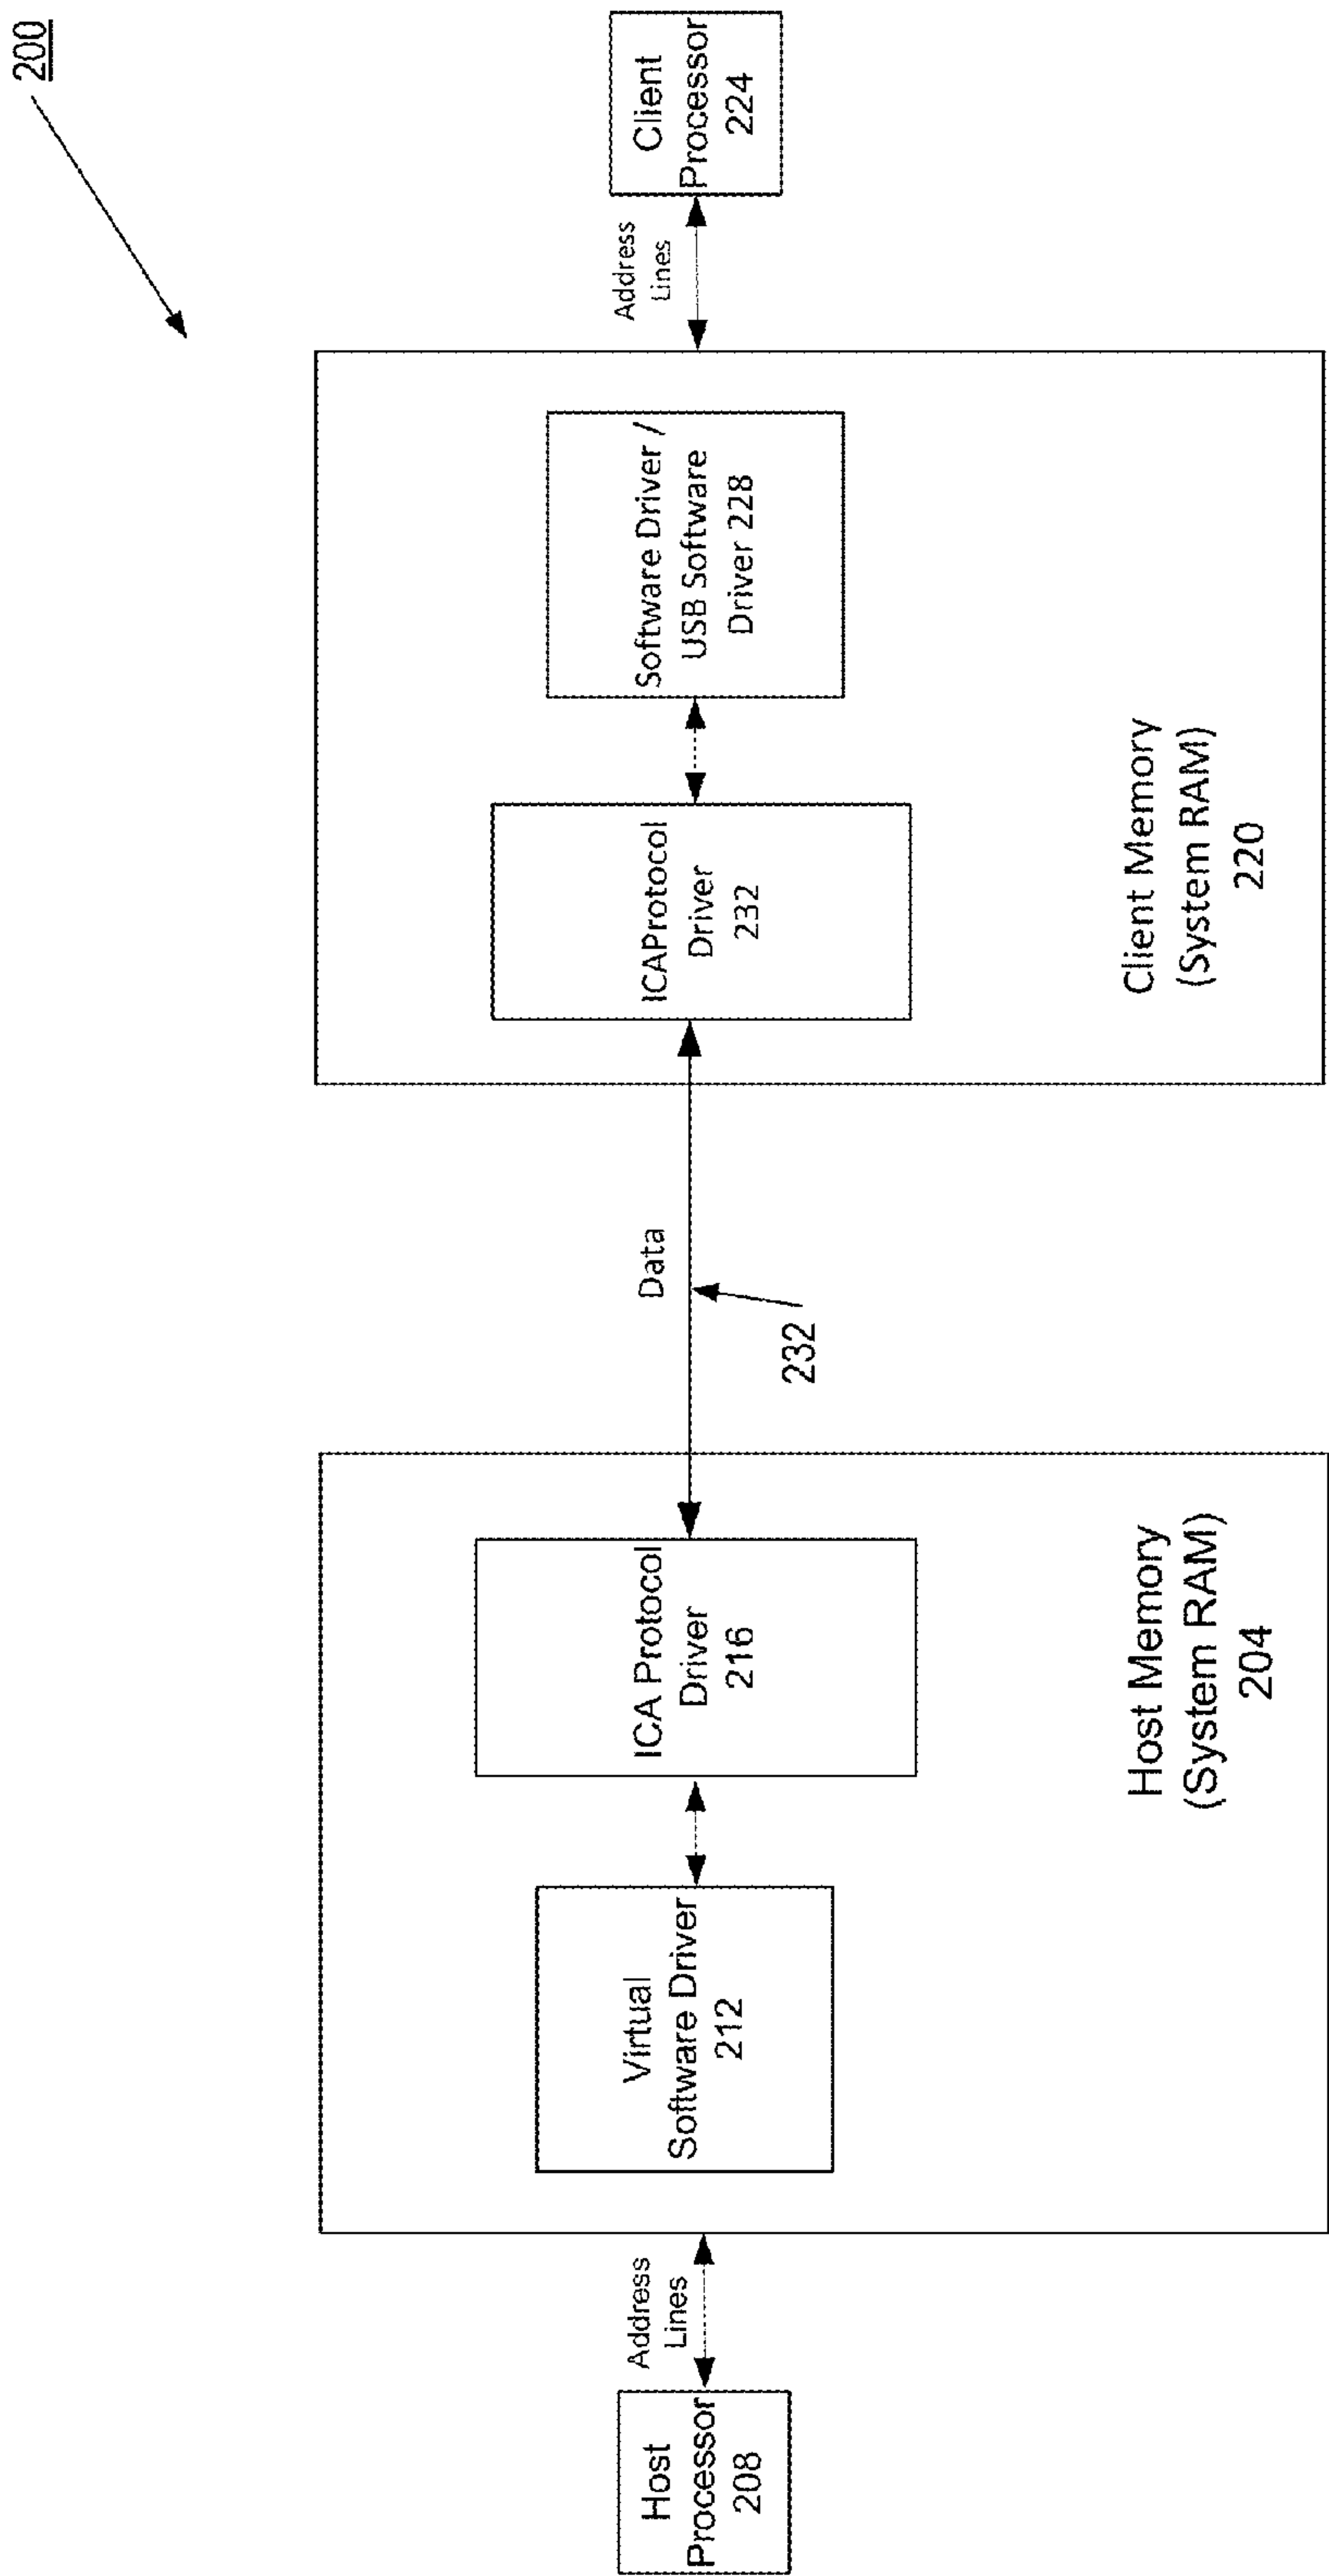 200
Host
Processor
208
Address
Lines
Virtual
Software Driver
212
ICA Protocol
Driver
216
Host Memory
(System RAM)
204
Data
232
ICAProtocol
Driver
232
Software Driver /
USB Software
Driver 228
Client Memory
(System RAM)
220
Address
Lines
Client
Processor
224